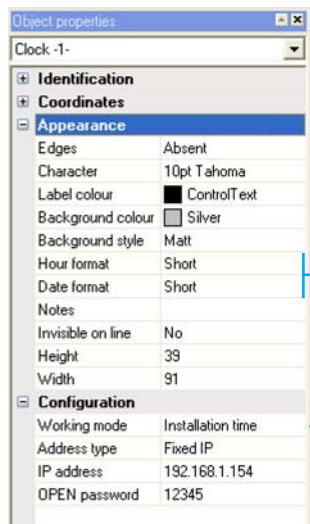 Object properties
Clock -1-
Identification
Coordinates
Appearance
Edges Absent
Character 10pt Tahoma
Label colour ControlText
Background colour Silver
Background style Matt
Hour format Short
Date format Short
Notes
Invisible on line No
Height 39
Width 91
Configuration
Working mode Installation time
Address type Fixed IP
IP address 192.168.1.154
OPEN password 12345